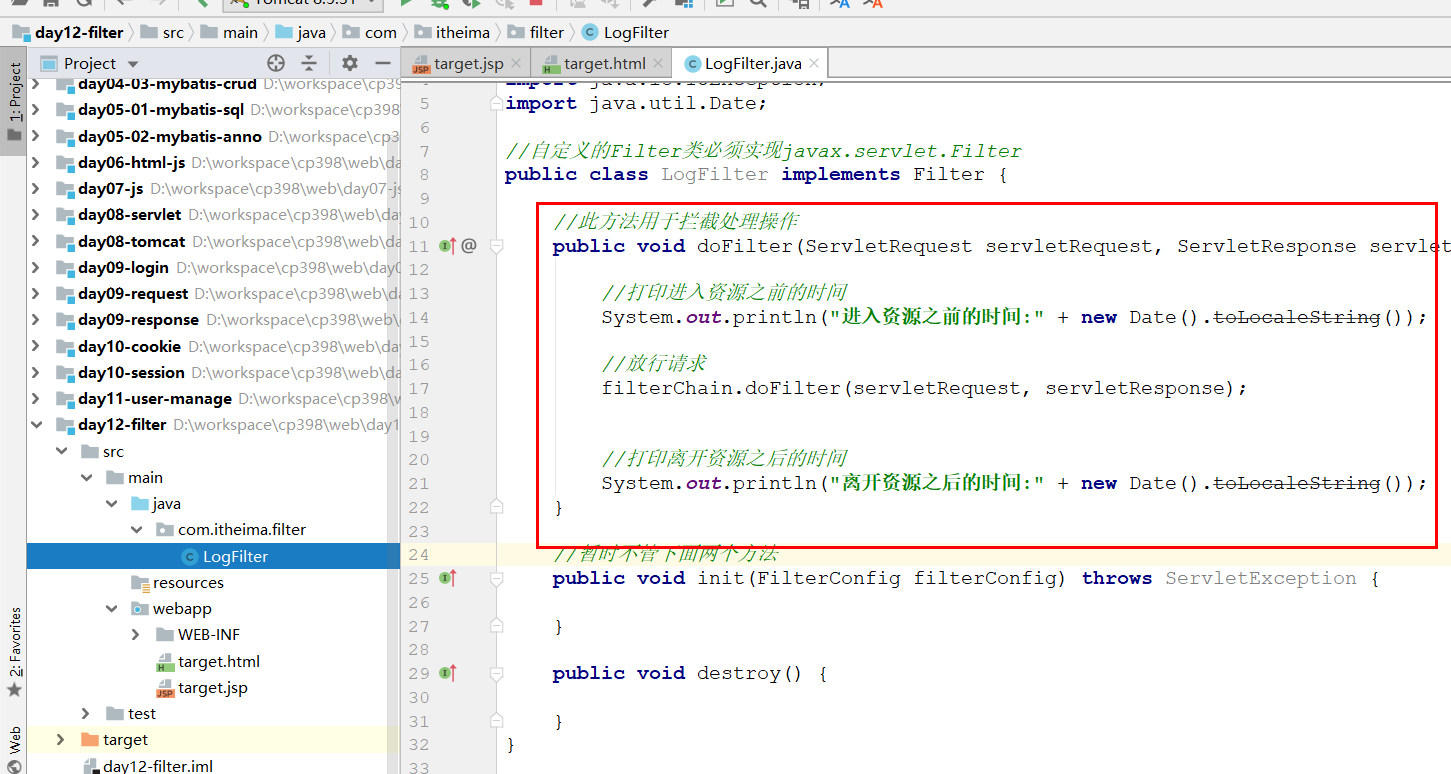 day12-filter src main java com itheima filter LogFilter
Project
target.jsp target.html LogFilter.java
1: Project
2: Favorites
Web
day04-03-mybatis-crud D:\workspace\cp39
day05-01-mybatis-sql D:\workspace\cp398
day05-02-mybatis-anno D:\workspace\cp3
day06-html-js D:\workspace\cp398\web\da
day07-js D:\workspace\cp398\web\day07-js
day08-servlet D:\workspace\cp398\web\day
day08-tomcat D:\workspace\cp398\web\da
day09-login D:\workspace\cp398\web\day0
day09-request D:\workspace\cp398\web\d
day09-response D:\workspace\cp398\web\
day10-cookie D:\workspace\cp398\web\da
day10-session D:\workspace\cp398\web\d
day11-user-manage D:\workspace\cp398\
day12-filter D:\workspace\cp398\web\day1
src
main
java
com.itheima.filter
LogFilter
resources
webapp
WEB-INF
target.html
target.jsp
test
target
day12-filter.iml
5 import java.util.Date;
6
7 //自定义的Filter类必须实现javax.servlet.Filter
8 public class LogFilter implements Filter {
9
10 //此方法用于拦截处理操作
11 @ public void doFilter(ServletRequest servletRequest, ServletResponse servlet
12
13 //打印进入资源之前的时间
14 System.out.println("进入资源之前的时间:" + new Date().toLocaleString());
15
16 //放行请求
17 filterChain.doFilter(servletRequest, servletResponse);
18
19
20 //打印离开资源之后的时间
21 System.out.println("离开资源之后的时间:" + new Date().toLocaleString());
22 }
23
24 //暂时不管下面两个方法
25 public void init(FilterConfig filterConfig) throws ServletException {
26
27 }
28
29 public void destroy() {
30
31 }
32 }
33